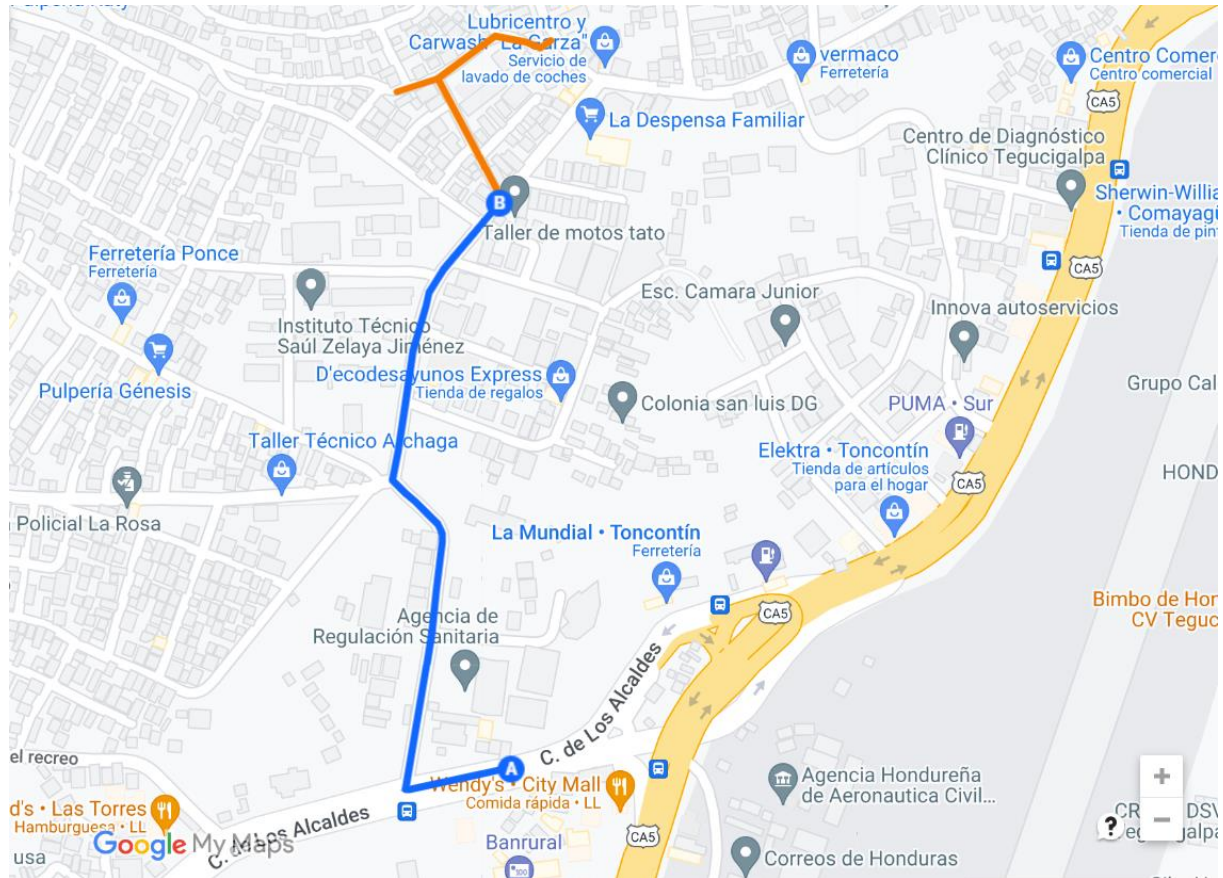 Lubricentro y
Carwash "La Garza"
Servicio de
lavado de coches
vermaco
Ferretería
Centro Comer
Centro comercial
CA5
La Despensa Familiar
Centro de Diagnóstico
Clínico Tegucigalpa
Sherwin-Willia
• Comayagü
Tienda de pint
B
Taller de motos tato
Ferretería Ponce
Ferretería
CA5
Esc. Camara Junior
Innova autoservicios
Instituto Técnico
Saúl Zelaya Jiménez
Pulpería Génesis
D'ecodesayunos Express
Tienda de regalos
Colonia san luis DG
Grupo Cal
PUMA • Sur
Taller Técnico Alchaga
Elektra • Toncontín
Tienda de artículos
para el hogar
CA5
HOND
Policial La Rosa
La Mundial • Toncontín
Ferretería
CA5
Bimbo de Hon
CV Teguc
Agencia de
Regulación Sanitaria
C. de Los Alcaldes
el recreo
A
Wendy's • City Mall
Comida rápida • LL
Agencia Hondureña
de Aeronautica Civil...
+
−
?
d's • Las Torres
Hamburguesa • LL
Google My Maps
usa
C. de Los Alcaldes
CA5
Banrural
Correos de Honduras
DSV